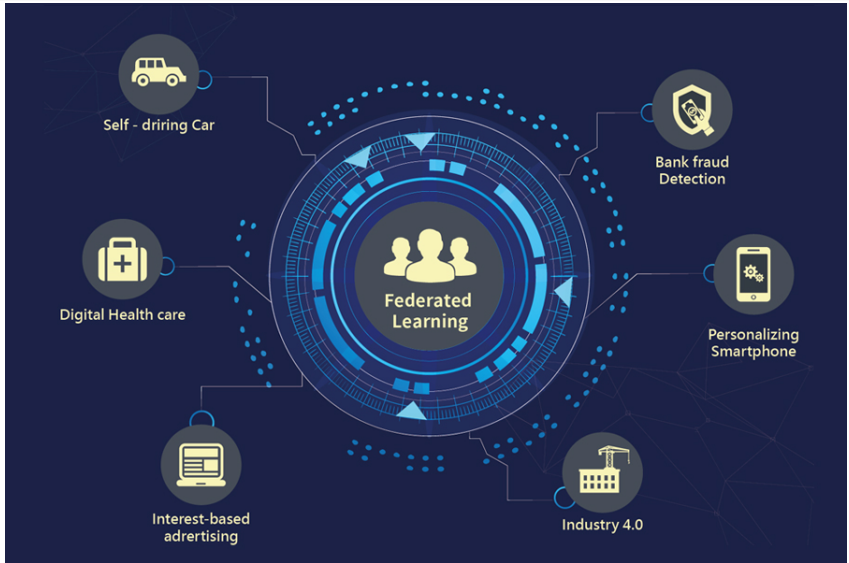 Self - driring Car
Bank fraud
Detection
Federated
Learning
Digital Health care
Personalizing
Smartphone
Interest-based
adrertising
Industry 4.0